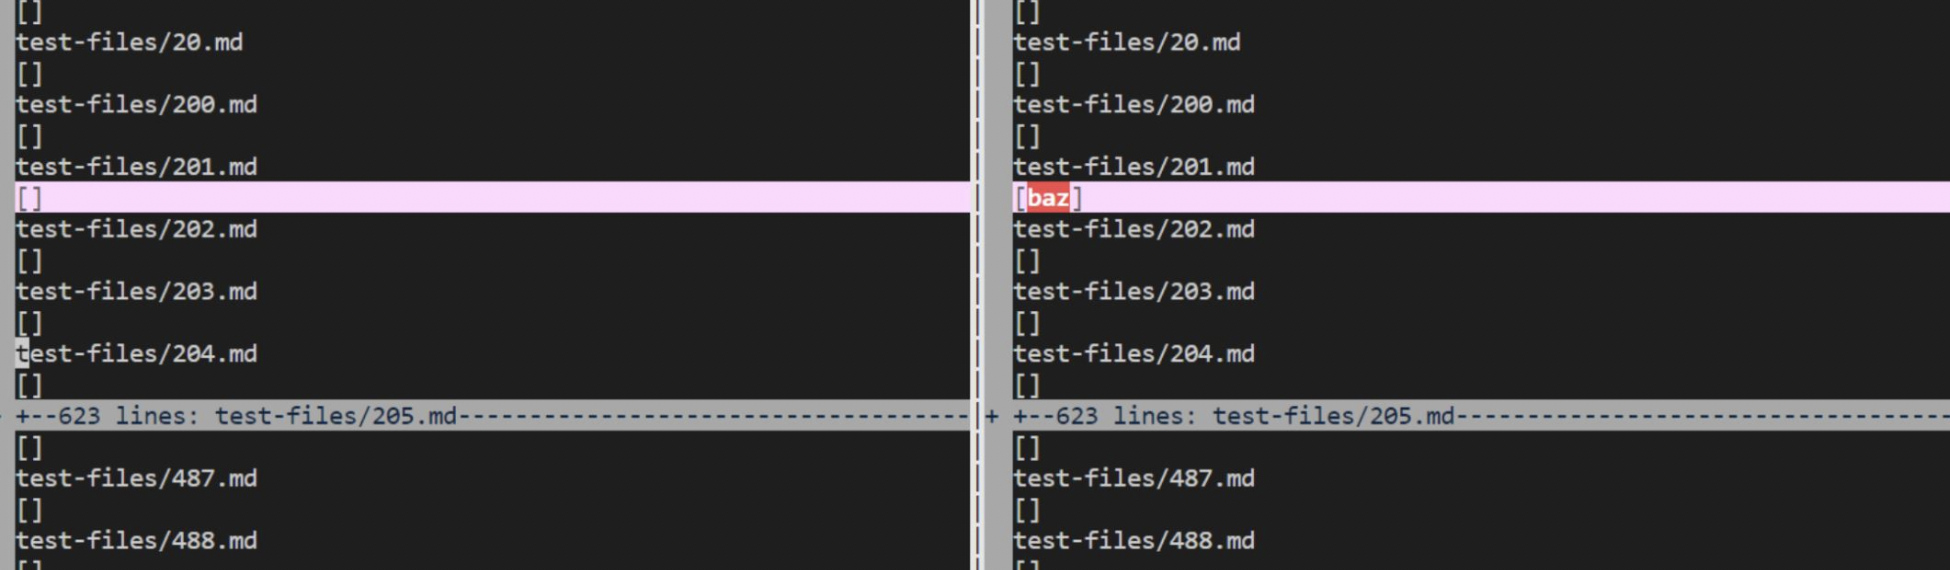 []
test-files/20.md
[]
test-files/200.md
[]
test-files/201.md
[]
test-files/202.md
[]
test-files/203.md
[]
test-files/204.md
[]
+--623 lines: test-files/205.md------------------------------------
[]
test-files/487.md
[]
test-files/488.md
[]
[]
test-files/20.md
[]
test-files/200.md
[]
test-files/201.md
[baz]
test-files/202.md
[]
test-files/203.md
[]
test-files/204.md
[]
+ +--623 lines: test-files/205.md-----------------------------------
[]
test-files/487.md
[]
test-files/488.md
[]